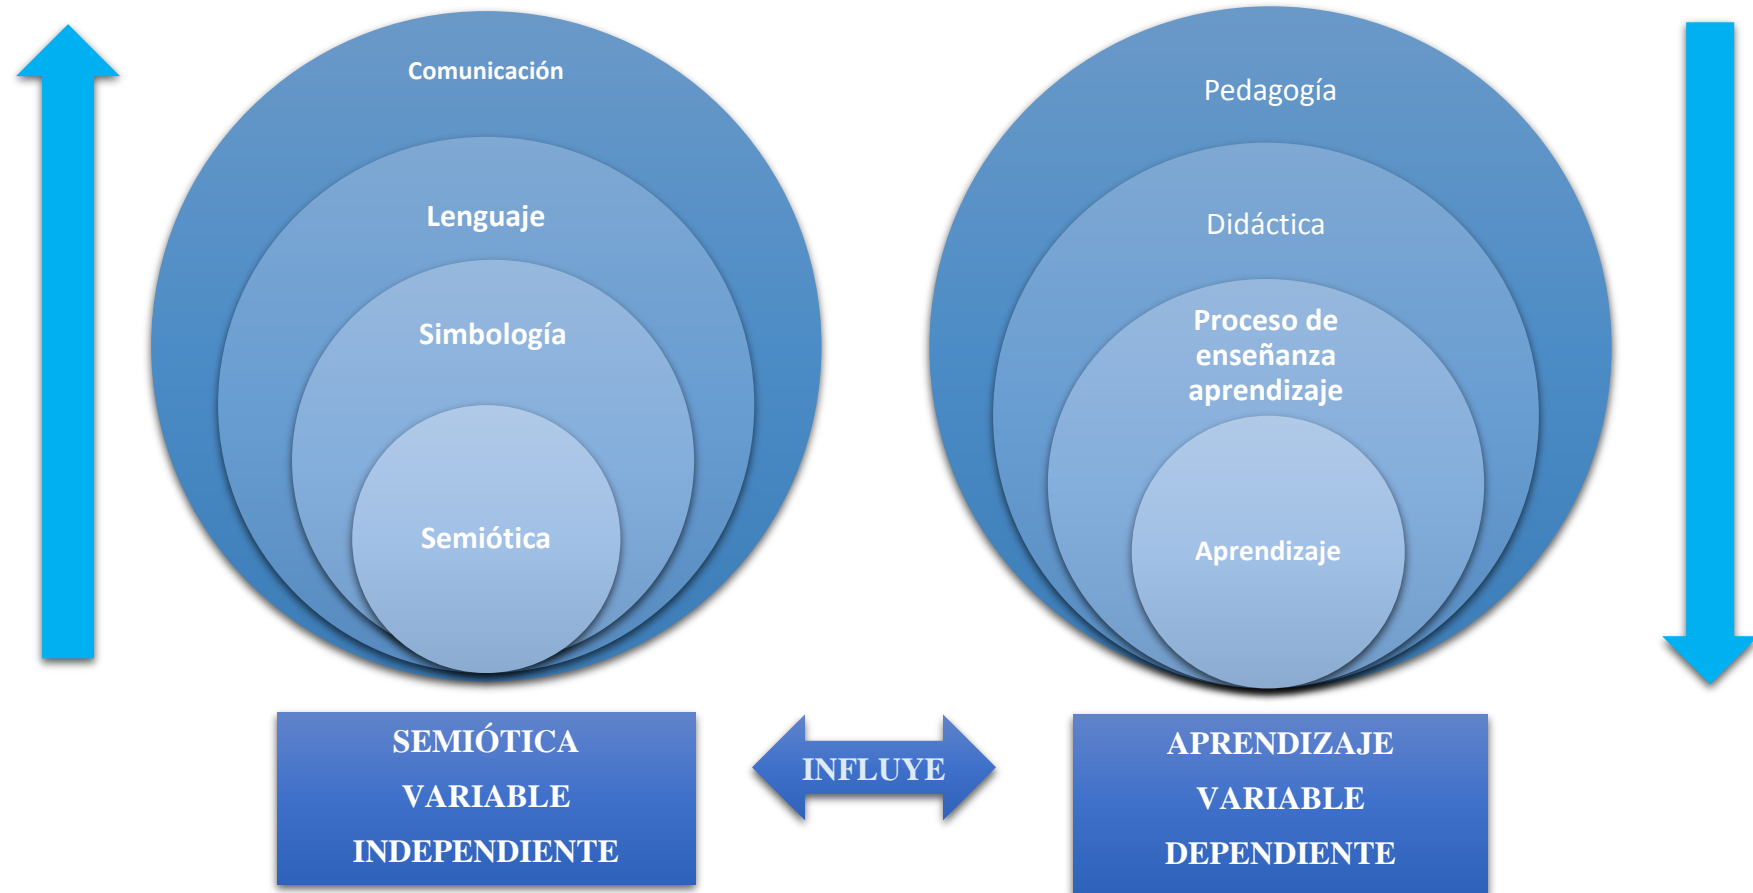 Comunicación
Lenguaje
Simbología
Semiótica
Pedagogía
Didáctica
Proceso de
enseñanza
aprendizaje
Aprendizaje
SEMIÓTICA
VARIABLE
INDEPENDIENTE
INFLUYE
APRENDIZAJE
VARIABLE
DEPENDIENTE